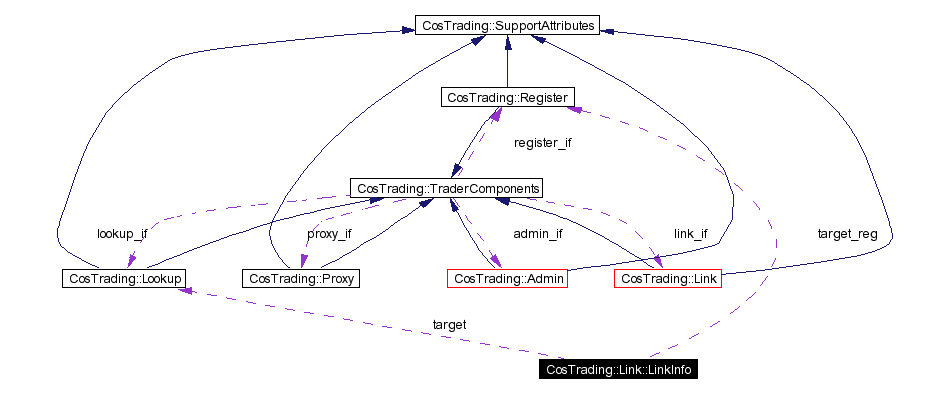 CosTrading::SupportAttributes
CosTrading::Register
register_if
CosTrading::TraderComponents
lookup_if
proxy_if
admin_if
link_if
target_reg
CosTrading::Lookup
CosTrading::Proxy
CosTrading::Admin
CosTrading::Link
target
CosTrading::Link::LinkInfo